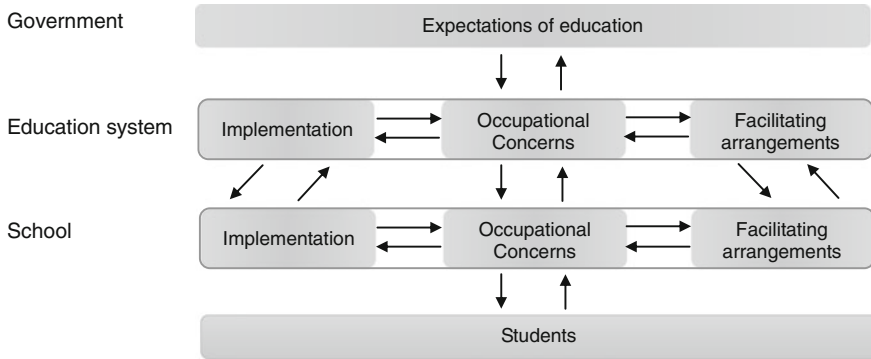 Government
Expectations of education
Education system
Implementation
Occupational
Concerns
Facilitating
arrangements
School
Implementation
Occupational
Concerns
Facilitating
arrangements
Students